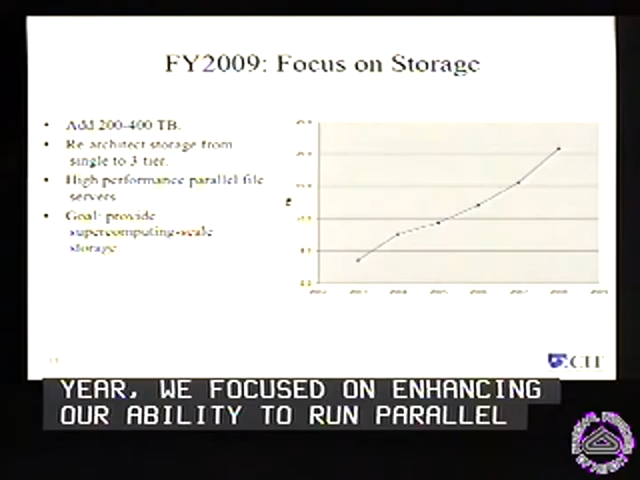 FY2009: Focus on Storage
• Add 200-400 TB.
• Re-architect storage from
single to 3 tier.
• High performance parallel file
servers
• Goal: provide
supercomputing-scale
storage
CIT
YEAR, WE FOCUSED ON ENHANCING
OUR ABILITY TO RUN PARALLEL